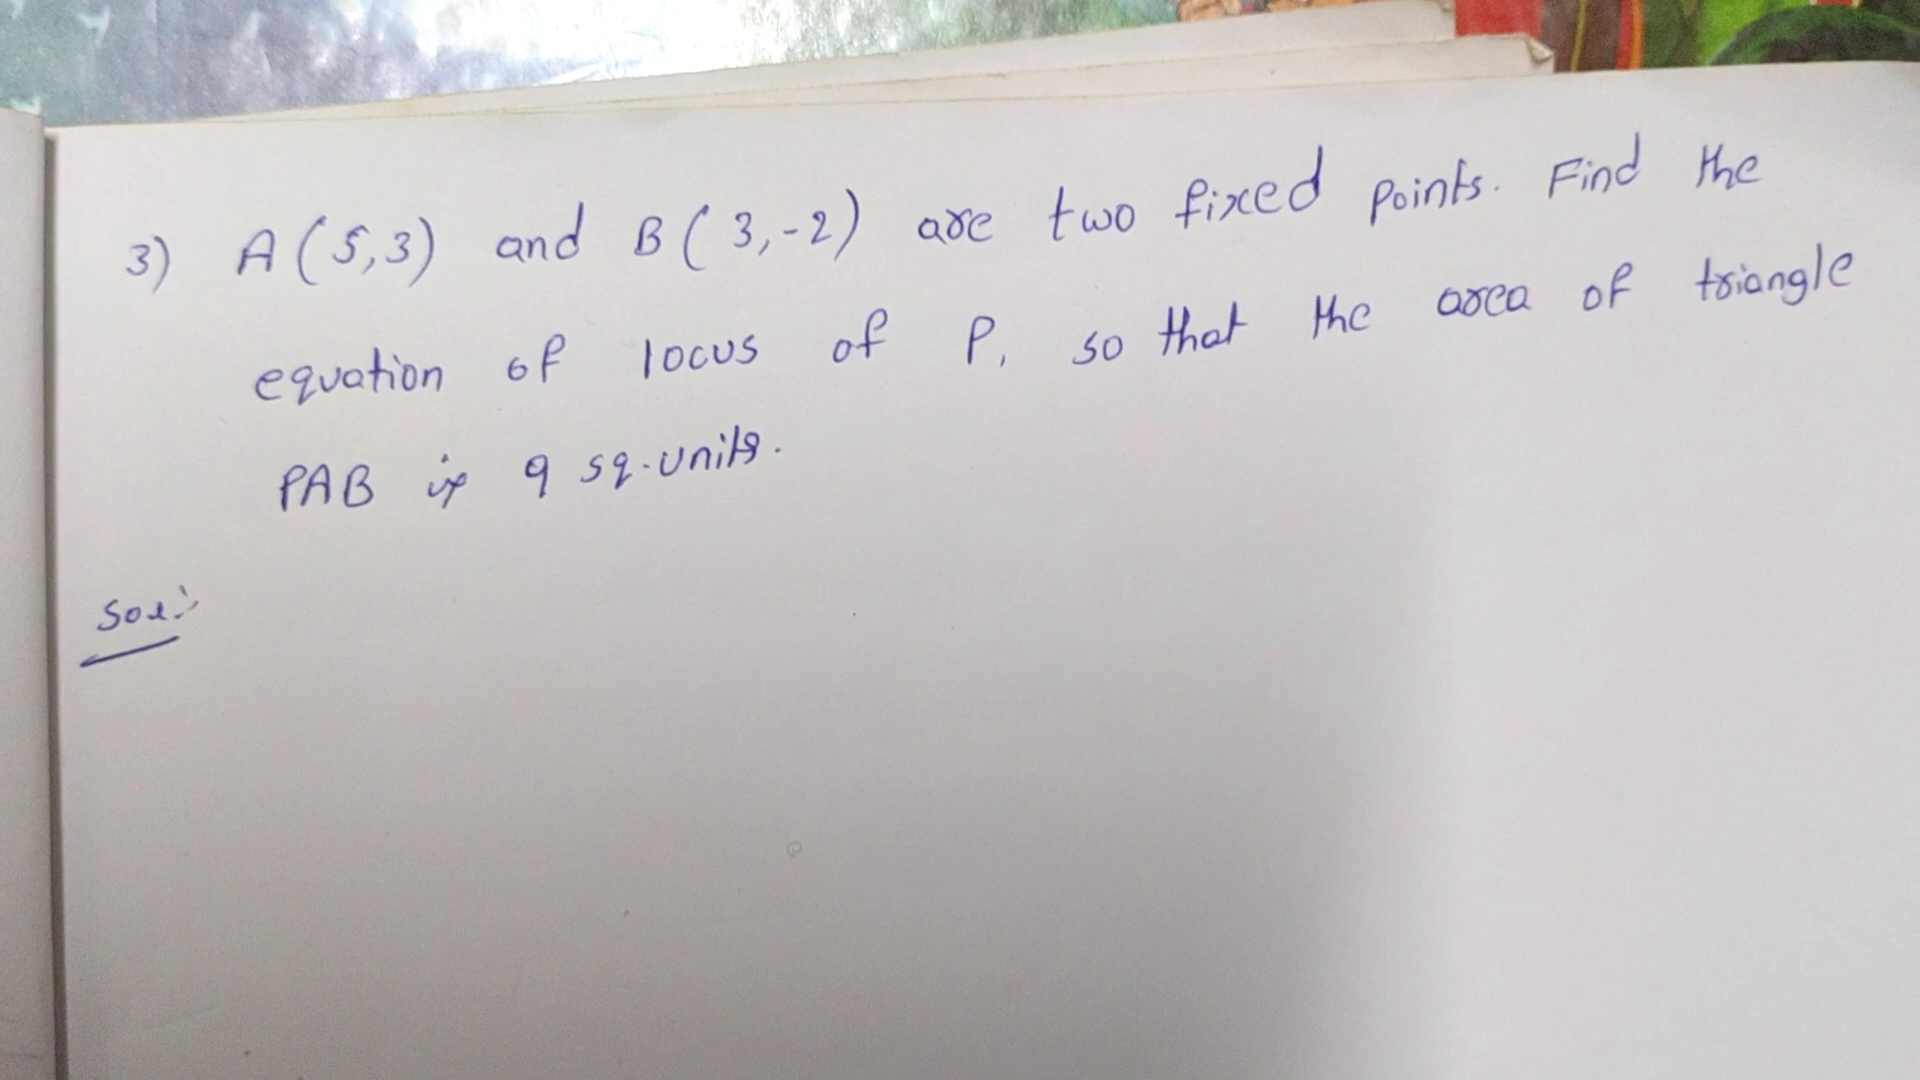 3) A(5,3) and B(3,-2) are two fixed points. Find the
equation of locus of P, so that the area of triangle
PAB is 9 sq.units.
Sol:-